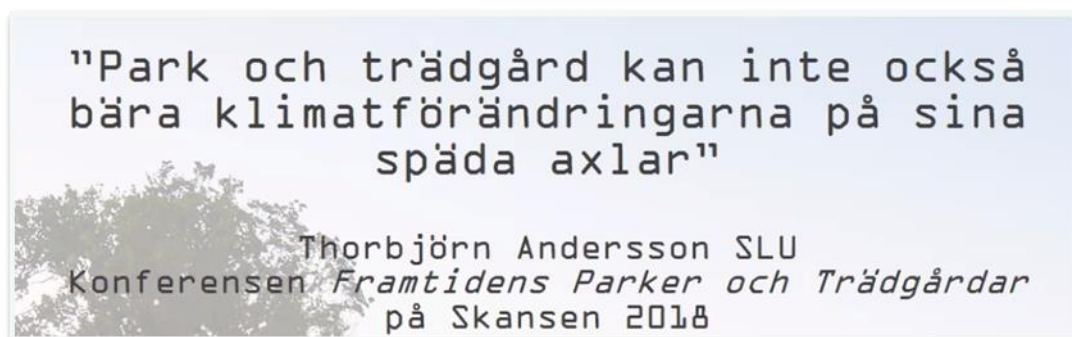 "Park och trädgård kan inte också
bära klimatförändringarna på sina
späda axlar"
Thorbjörn Andersson SLU
Konferensen Framtidens Parker och Trädgårdar
på Skansen 2018